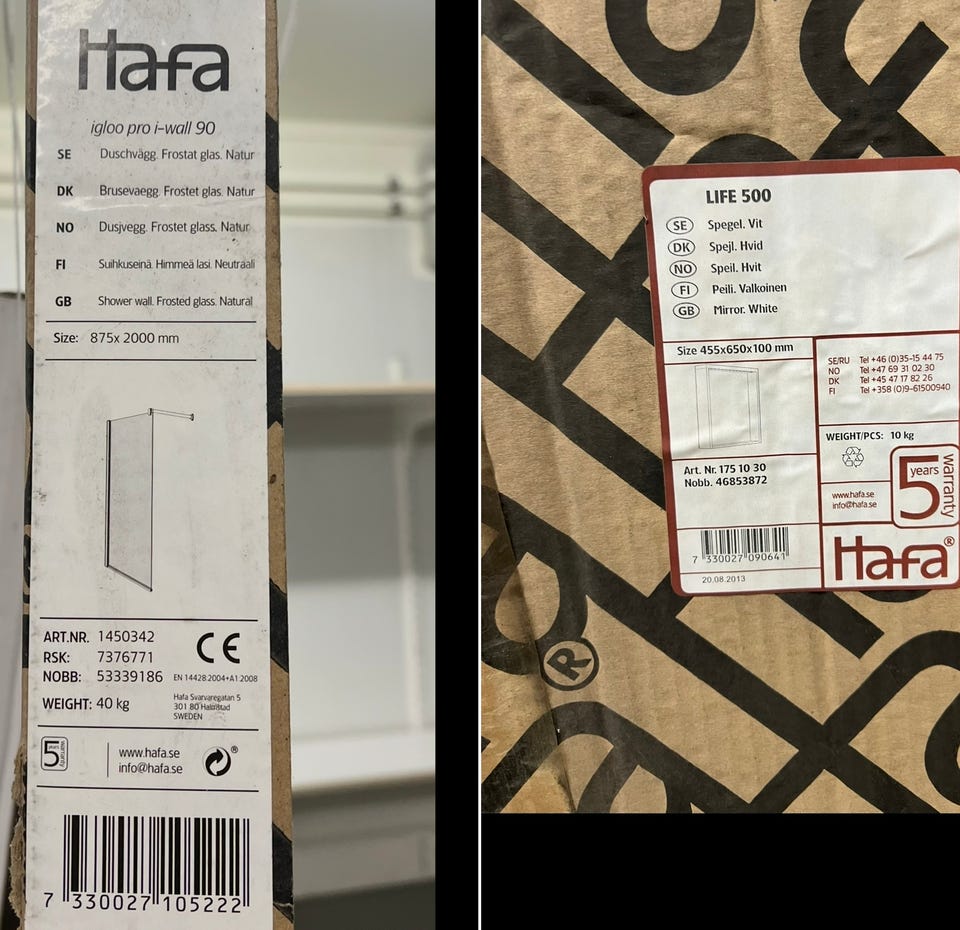 Hafa
igloo pro i-wall 90
SE Duschvägg. Frostat glas. Natur
DK Brusevaegg. Frostet glas. Natur
NO Dusjvegg. Frostet glass. Natur
FI Suihkuseinä. Himmeä lasi. Neutraali
GB Shower wall. Frosted glass. Natural
Size: 875x 2000 mm
ART.NR. 1450342
RSK: 7376771
NOBB: 53339186
EN 14428:2004+A1:2008
CE
WEIGHT: 40 kg
Hafa Svarvaregatan 5
301 80 Halmstad
SWEDEN
5 years warranty
www.hafa.se
info@hafa.se
®
7 330027 105222
LIFE 500
SE Spegel. Vit
DK Spejl. Hvid
NO Speil. Hvit
FI Peili. Valkoinen
GB Mirror. White
Size 455x650x100 mm
SE/RU Tel +46 (0)35-15 44 75
NO Tel +47 69 31 02 30
DK Tel +45 47 17 82 26
FI Tel +358 (0)9-61500940
WEIGHT/PCS: 10 kg
Art. Nr. 175 10 30
Nobb. 46853872
www.hafa.se
info@hafa.se
5 years warranty
7 330027 090641
20.08.2013
Hafa®
®